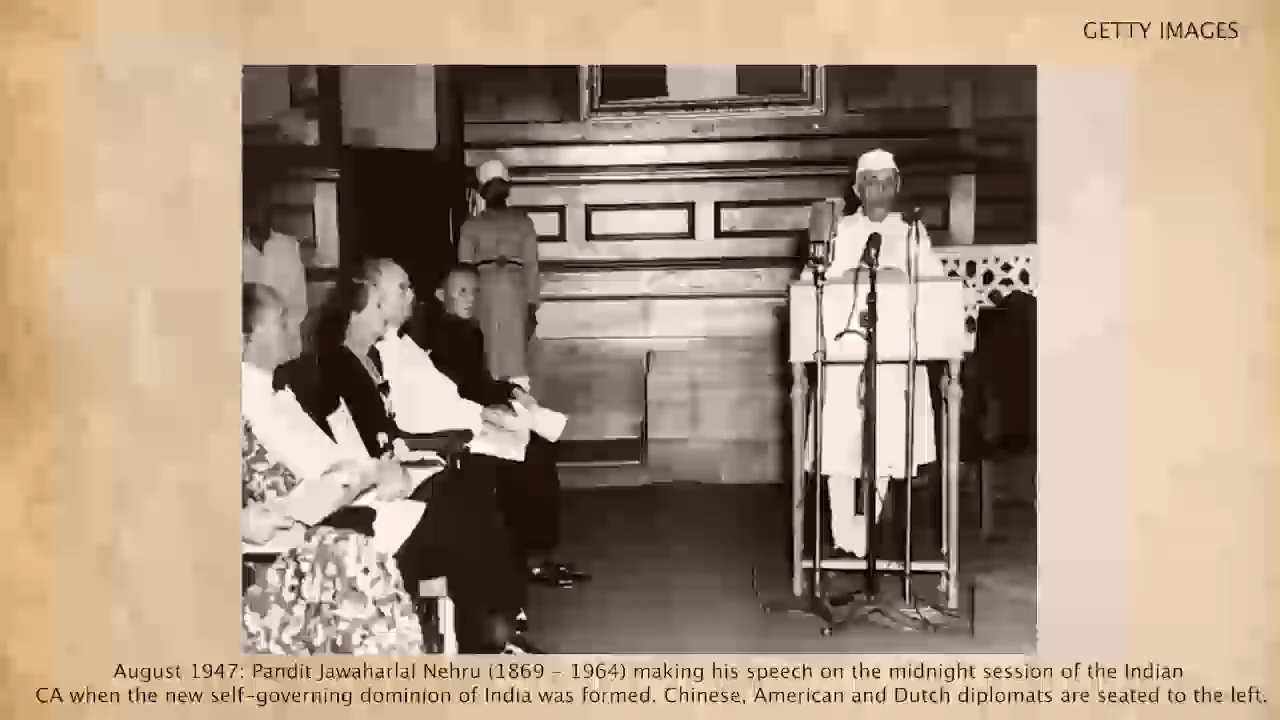 GETTY IMAGES
August 1947: Pandit Jawaharlal Nehru (1869 - 1964) making his speech on the midnight session of the Indian
CA when the new self-governing dominion of India was formed. Chinese, American and Dutch diplomats are seated to the left.